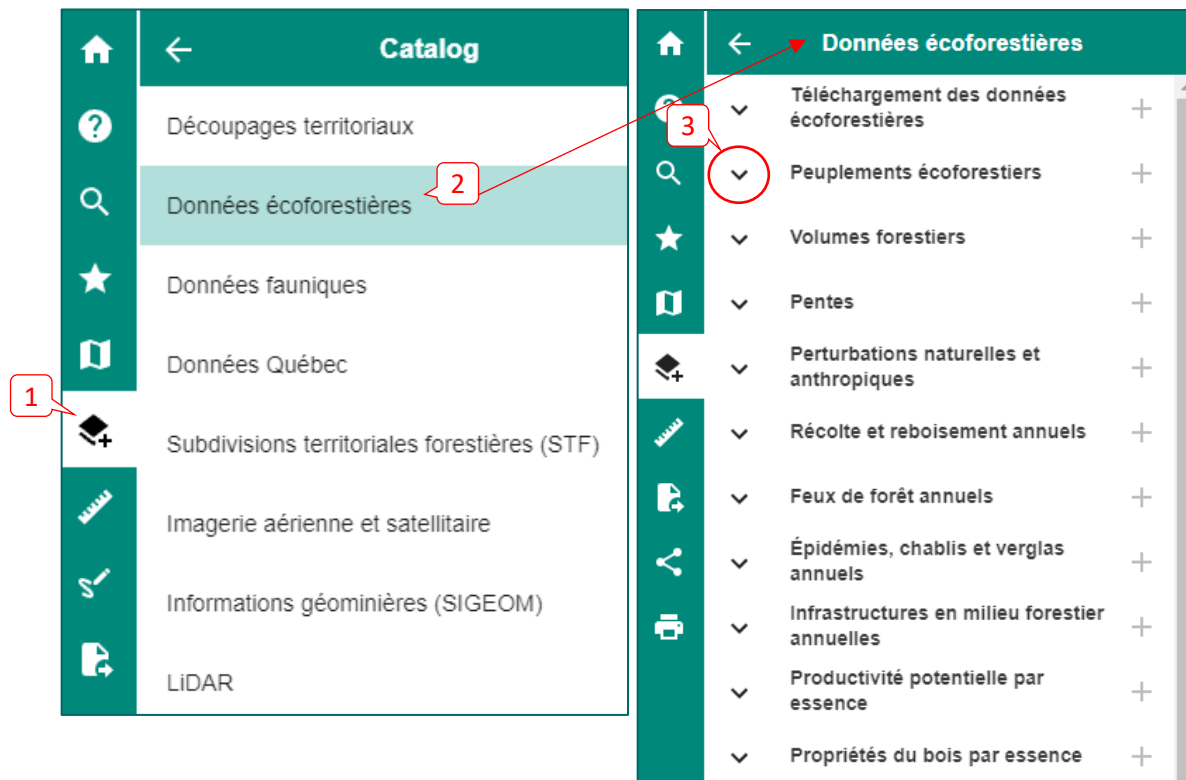 Catalog
Découpages territoriaux
2
Données écoforestières
Données fauniques
Données Québec
1
Subdivisions territoriales forestières (STF)
Imagerie aérienne et satellitaire
Informations géominières (SIGEOM)
LiDAR
Données écoforestières
Téléchargement des données
écoforestières
3
Peuplements écoforestiers
Volumes forestiers
Pentes
Perturbations naturelles et
anthropiques
Récolte et reboisement annuels
Feux de forêt annuels
Épidémies, chablis et verglas
annuels
Infrastructures en milieu forestier
annuelles
Productivité potentielle par
essence
Propriétés du bois par essence